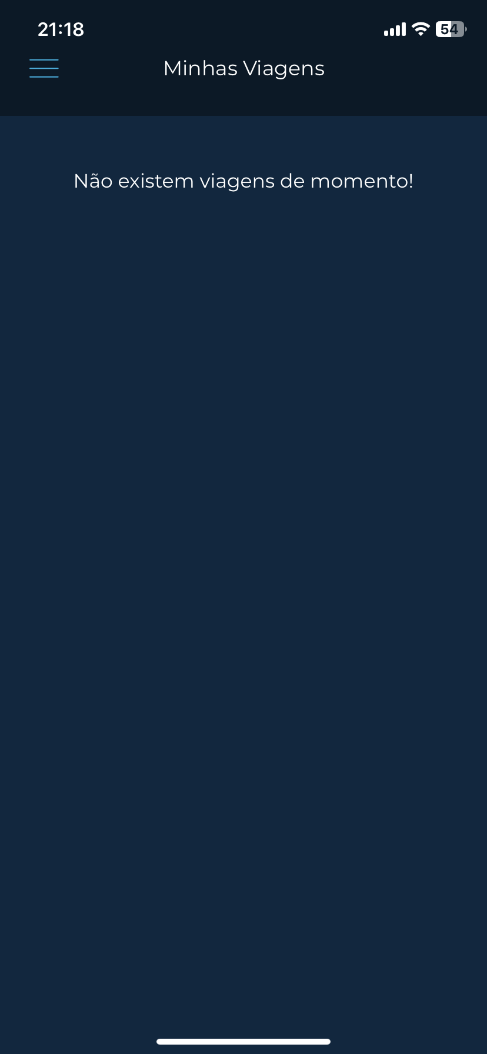 21:18
54
Minhas Viagens
Não existem viagens de momento!